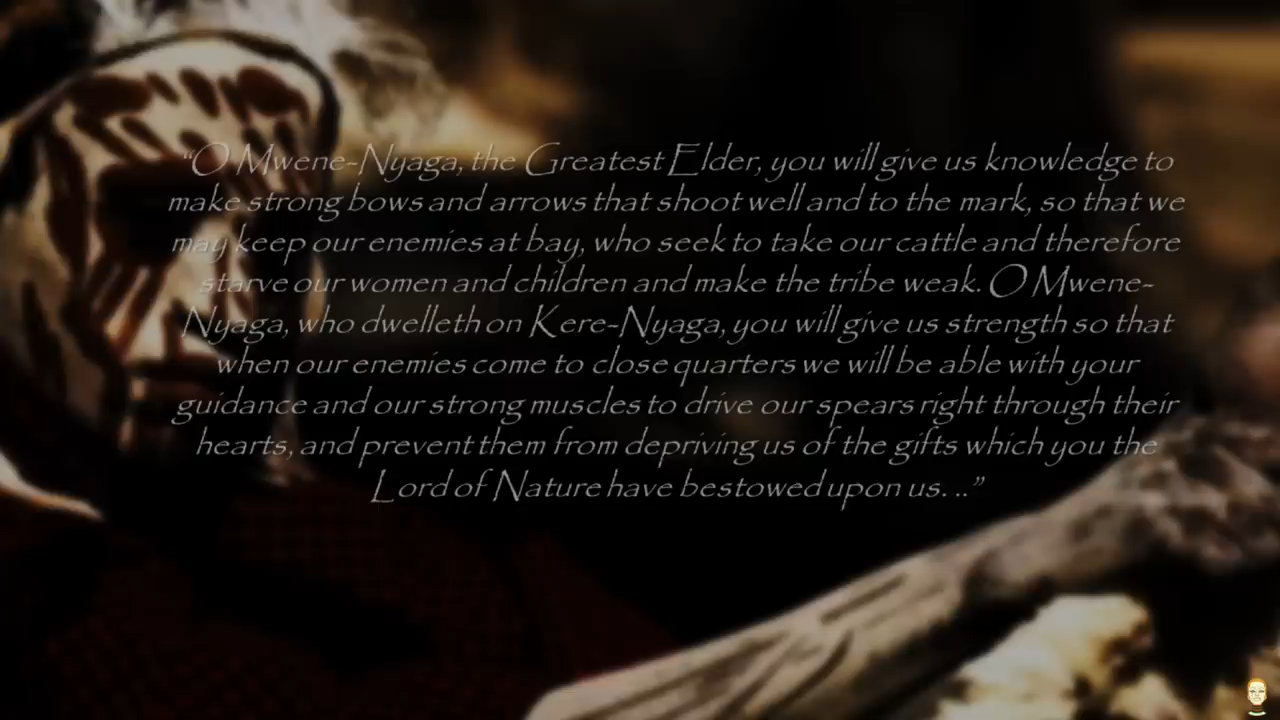 “O Mwene-Nyaga, the Greatest Elder, you will give us knowledge to
make strong bows and arrows that shoot well and to the mark, so that we
may keep our enemies at bay, who seek to take our cattle and therefore
starve our women and children and make the tribe weak. O Mwene-
Nyaga, who dwelleth on Kere-Nyaga, you will give us strength so that
when our enemies come to close quarters we will be able with your
guidance and our strong muscles to drive our spears right through their
hearts, and prevent them from depriving us of the gifts which you the
Lord of Nature have bestowed upon us. ..”